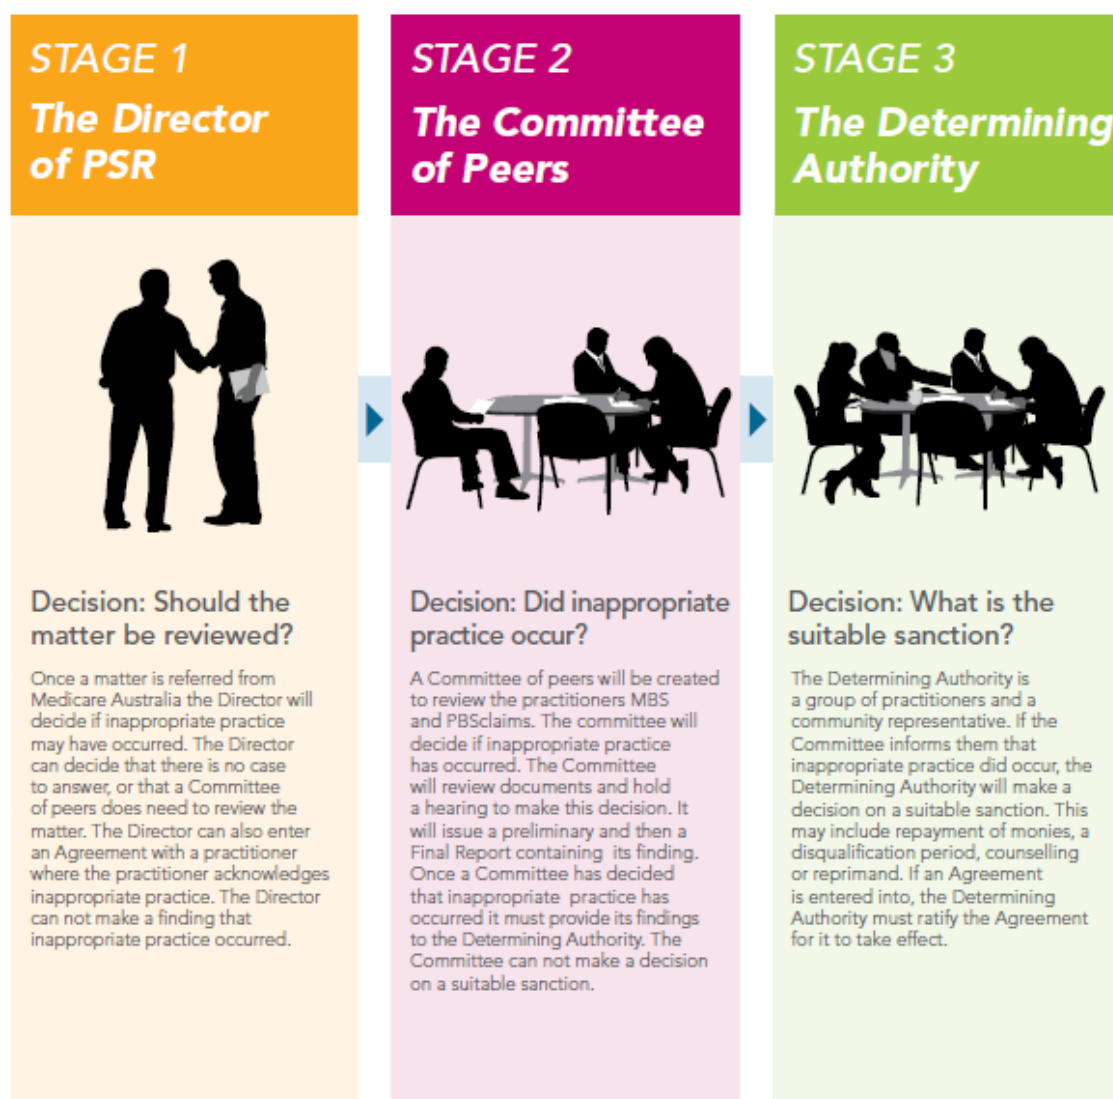 STAGE 1
The Director
of PSR
Decision: Should the
matter be reviewed?
Once a matter is referred from
Medicare Australia the Director will
decide if inappropriate practice
may have occurred. The Director
can decide that there is no case
to answer, or that a Committee
of peers does need to review the
matter. The Director can also enter
an Agreement with a practitioner
where the practitioner acknowledges
inappropriate practice. The Director
can not make a finding that
inappropriate practice occurred.
STAGE 2
The Committee
of Peers
Decision: Did inappropriate
practice occur?
A Committee of peers will be created
to review the practitioners MBS
and PBSclaims. The committee will
decide if inappropriate practice
has occurred. The Committee
will review documents and hold
a hearing to make this decision. It
will issue a preliminary and then a
Final Report containing its finding.
Once a Committee has decided
that inappropriate practice has
occurred it must provide its findings
to the Determining Authority. The
Committee can not make a decision
on a suitable sanction.
STAGE 3
The Determining
Authority
Decision: What is the
suitable sanction?
The Determining Authority is
a group of practitioners and a
community representative. If the
Committee informs them that
inappropriate practice did occur, the
Determining Authority will make a
decision on a suitable sanction. This
may include repayment of monies, a
disqualification period, counselling
or reprimand. If an Agreement
is entered into, the Determining
Authority must ratify the Agreement
for it to take effect.